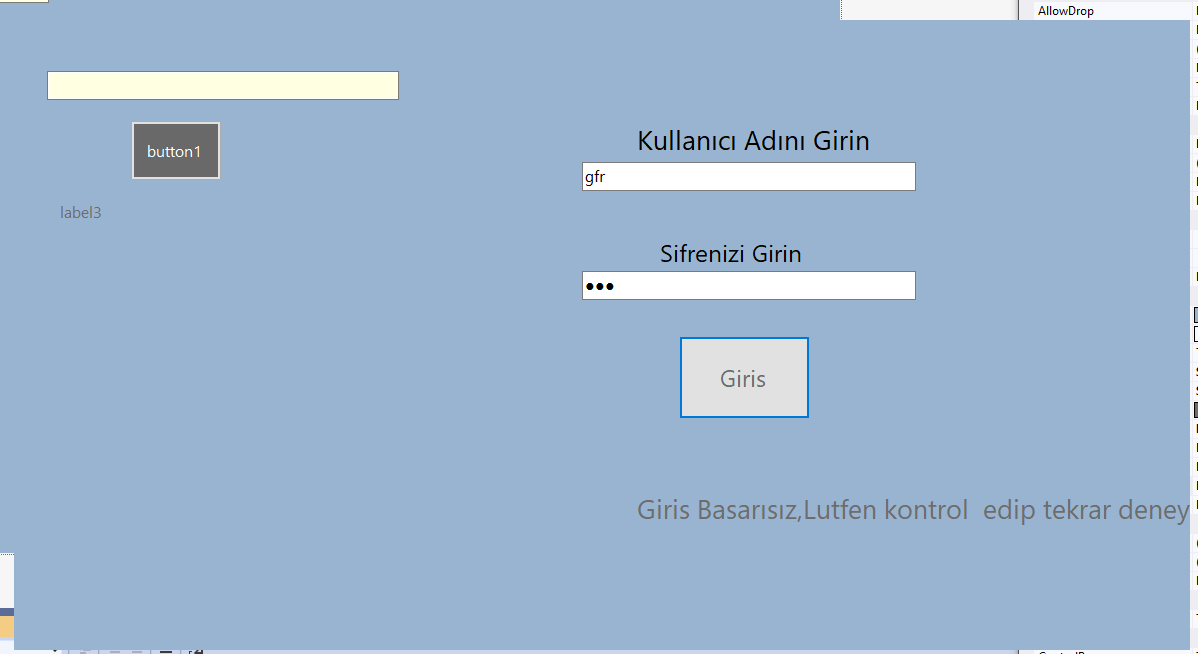 AllowDrop
Kullanıcı Adını Girin
button1
gfr
label3
Sifrenizi Girin
●●●
Giris
Giris Basarısız,Lutfen kontrol  edip tekrar deney